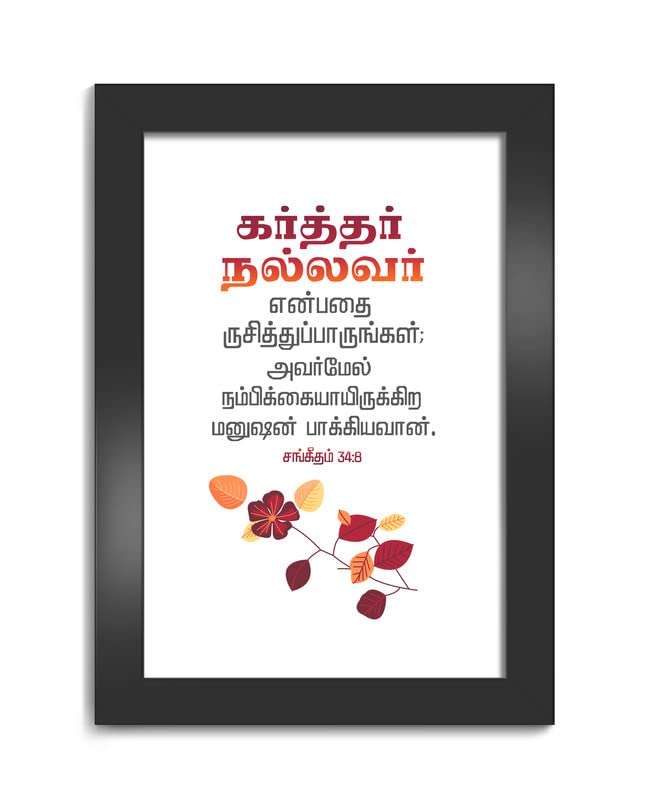 கர்த்தர்
நல்லவர்
என்பதை
ருசித்துப்பாருங்கள்;
அவர்மேல்
நம்பிக்கையாயிருக்கிற
மனுஷன் பாக்கியவான்.
சங்கீதம் 34:8